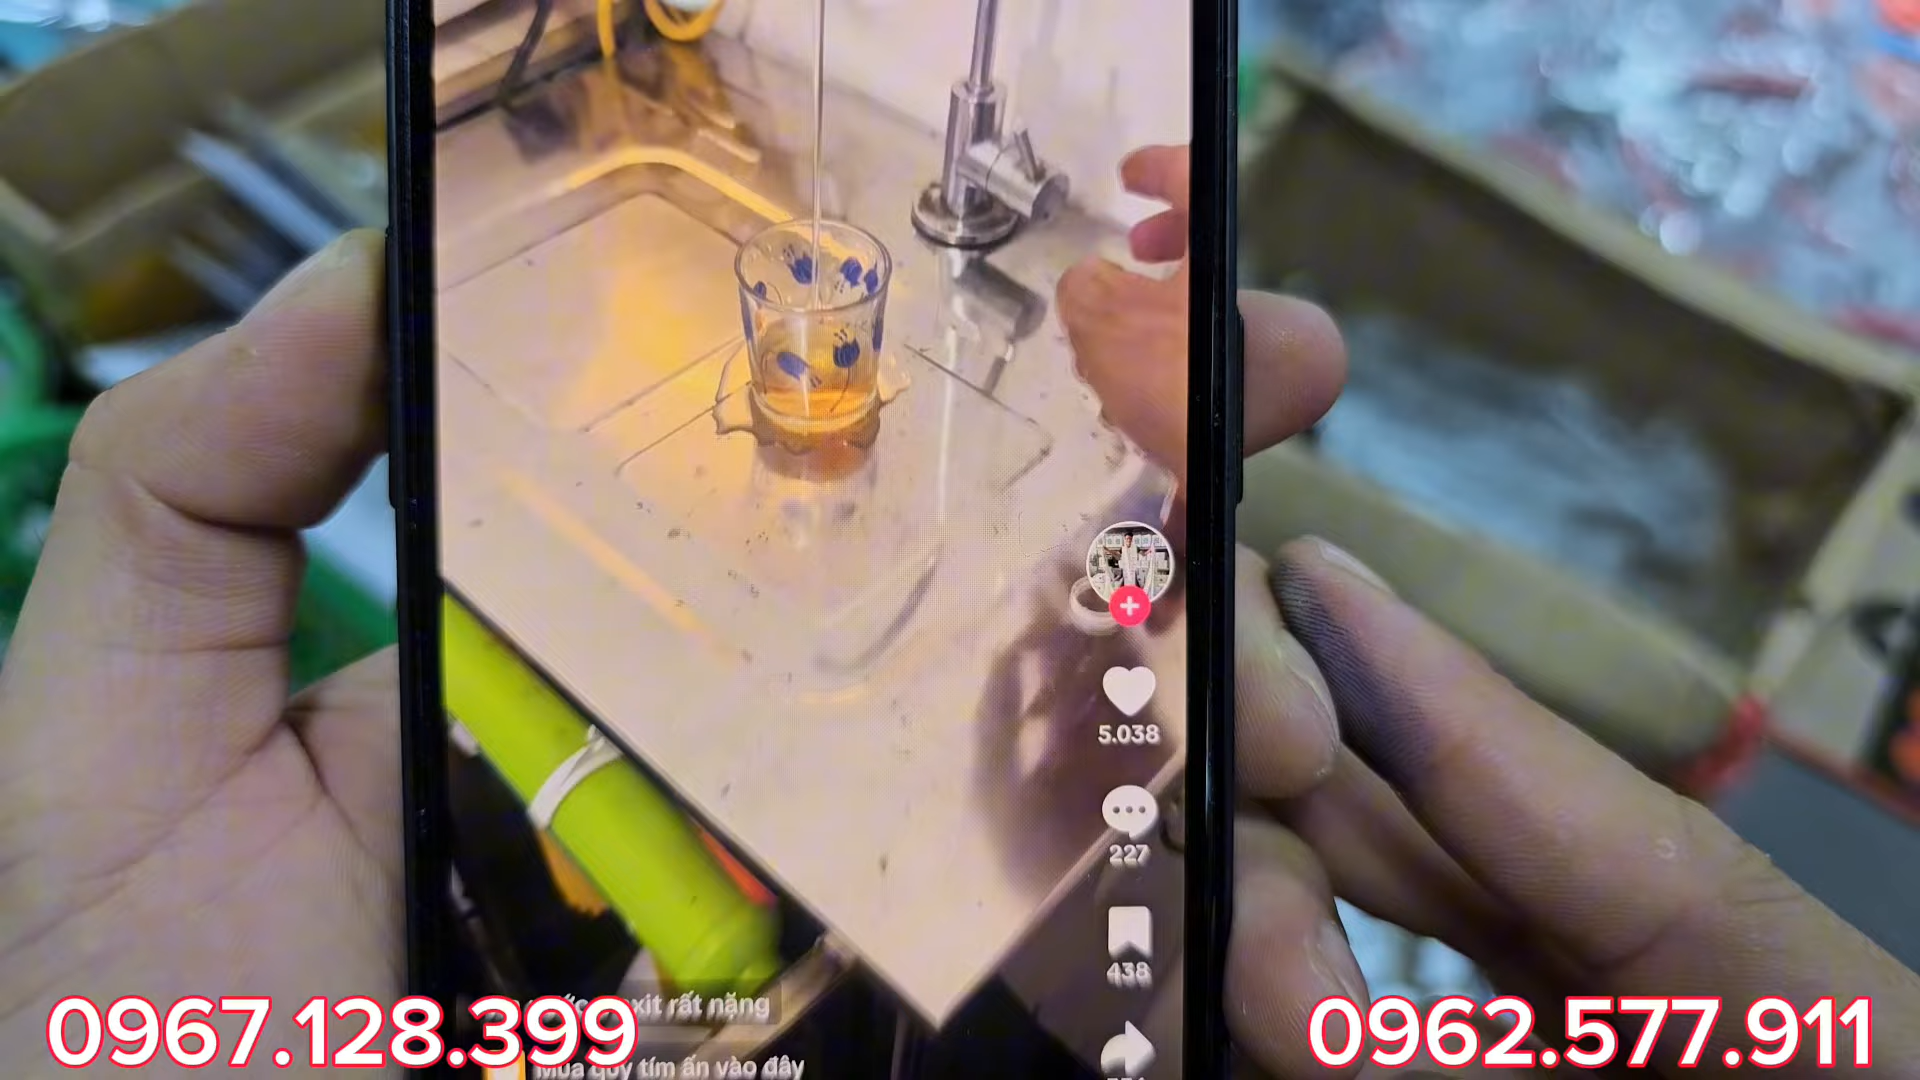 5.038
227
438
xit rất nặng
0967.128.399
0962.577.911
Mua quỳ tím ấn vào đây